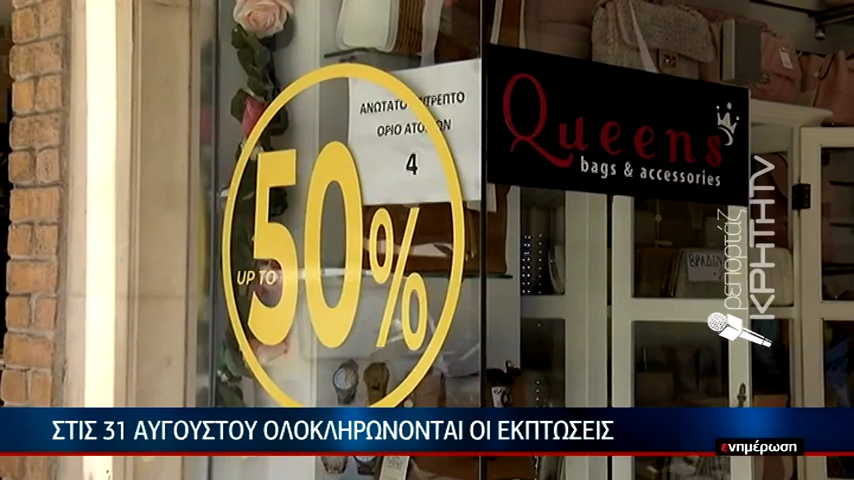 ΑΝΩΤΑΤΟ
ΟΡΙΟ
4
UP TO 50%
Queens
bags & accessories
ρεπορτάζ
ΚΡΗΤΗTV
ΣΤΙΣ 31 ΑΥΓΟΥΣΤΟΥ ΟΛΟΚΛΗΡΩΝΟΝΤΑΙ ΟΙ ΕΚΠΤΩΣΕΙΣ
ενημέρωση